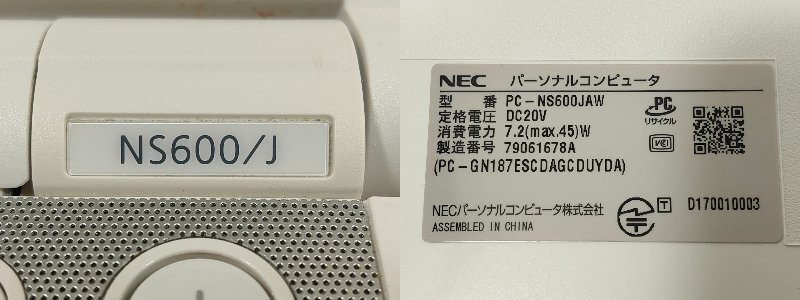 NS600/J
NEC パーソナルコンピュータ
型 番 PC-NS600JAW
定格電圧 DC20V
消費電力 7.2(max.45)W
製造番号 79061678A
(PC-GN187ESCDAGCDUYDA)
PC
リサイクル
VCCI
NECパーソナルコンピュータ株式会社
ASSEMBLED IN CHINA
T
D170010003